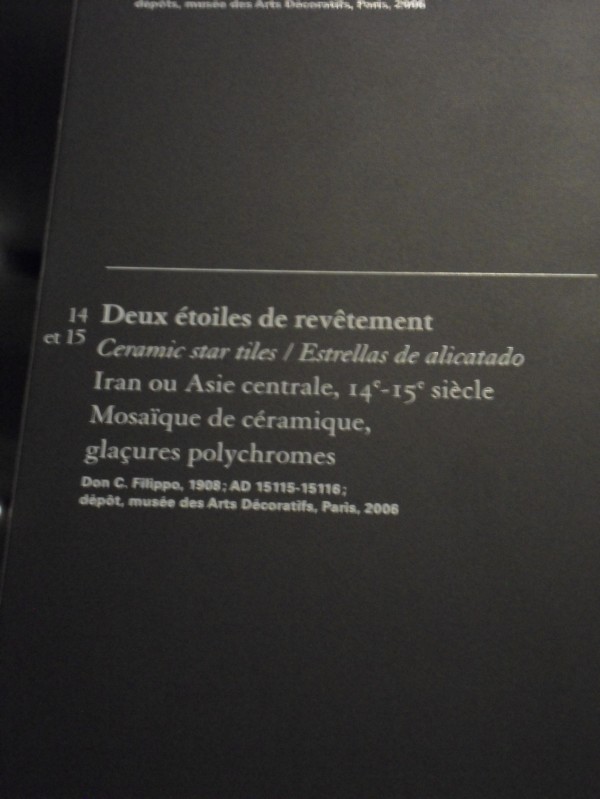 dépôts, musée des Arts Décoratifs, Paris, 2006
14 Deux étoiles de revêtement
et 15 Ceramic star tiles / Estrellas de alicatado
Iran ou Asie centrale, 14e-15e siècle
Mosaïque de céramique,
glaçures polychromes
Don C. Filippo, 1908; AD 15115-15116;
dépôt, musée des Arts Décoratifs, Paris, 2006